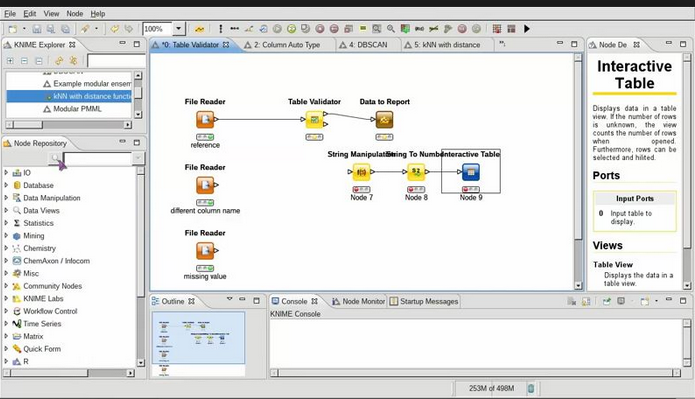 File Edit View Node Help
100%
KNIME Explorer
Example modular ensem
kNN with distance functi
Modular PMML
Node Repository
IO
Database
Data Manipulation
Data Views
Statistics
Mining
Chemistry
ChemAxon / Infocom
Misc
Community Nodes
KNIME Labs
Workflow Control
Time Series
Matrix
Quick Form
R
*0: Table Validator
2: Column Auto Type
4: DBSCAN
5: kNN with distance
File Reader
reference
Table Validator
Data to Report
File Reader
different column name
String Manipulat
String To Numb
Interactive Table
Node 7
Node 8
Node 9
File Reader
missing value
Outline
Console
Node Monitor
Startup Messages
KNIME Console
Node De
Interactive
Table
Displays data in a table
view. If the number of rows
is unknown, the view
counts the number of rows
when opened.
Furthermore, rows can be
selected and hilited.
Ports
Input Ports
0 Input table to
display.
Views
Table View
Displays the data in a
table view.
253M of 498M